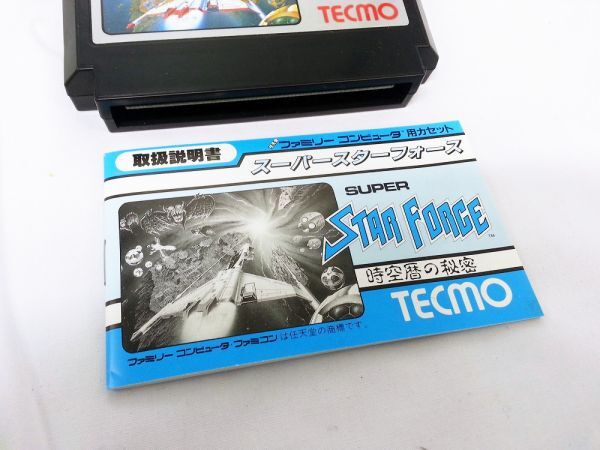 TECMO
取扱説明書
ファミリー コンピュータ 用カセット
スーパースターフォース
SUPER
STAR FORCE
TM
時空暦の秘密
TECMO
ファミリー コンピュータ・ファミコン は任天堂の商標です。